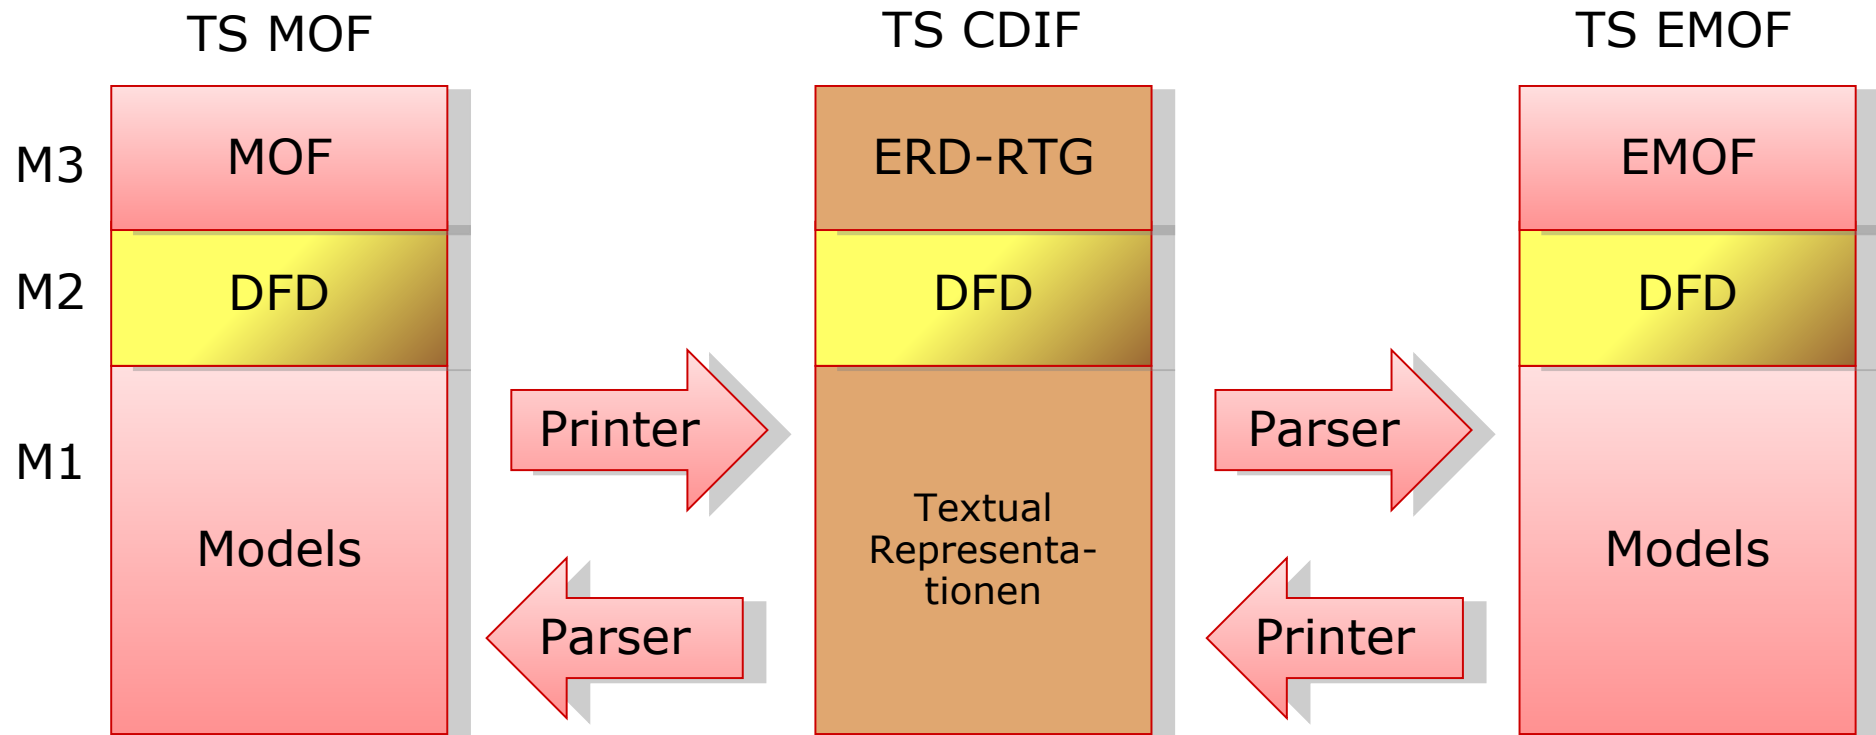 TS MOF
TS CDIF
TS EMOF
M3
MOF
ERD-RTG
EMOF
M2
DFD
DFD
DFD
M1
Printer
Parser
Models
Textual
Representa-
tionen
Models
Parser
Printer